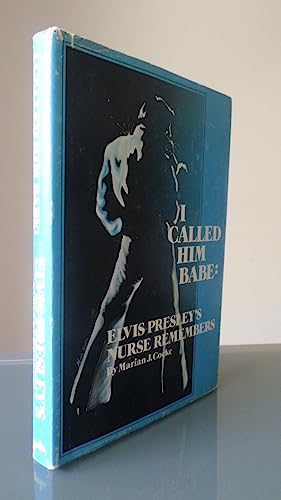 I
CALLED
HIM
BABE:
ELVIS PRESLEY'S
NURSE REMEMBERS
By Marian J. Cocke